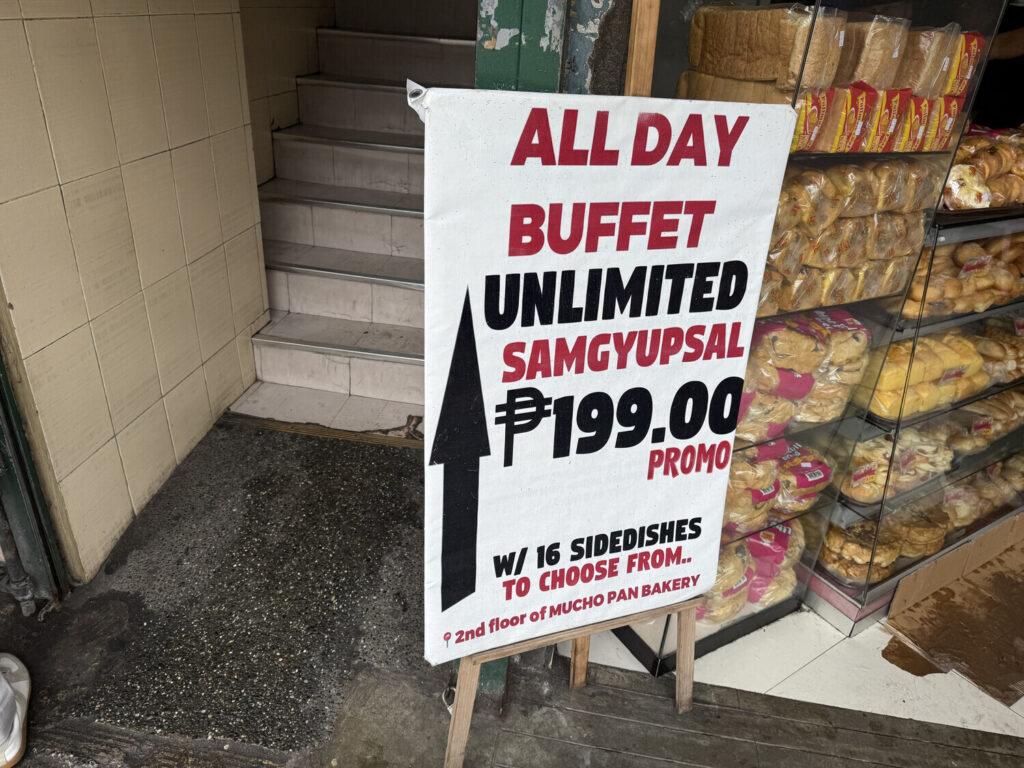 ALL DAY
BUFFET
UNLIMITED
SAMGYUPSAL
₱199.00
PROMO
W/ 16 SIDEDISHES
TO CHOOSE FROM..
2nd floor of MUCHO PAN BAKERY